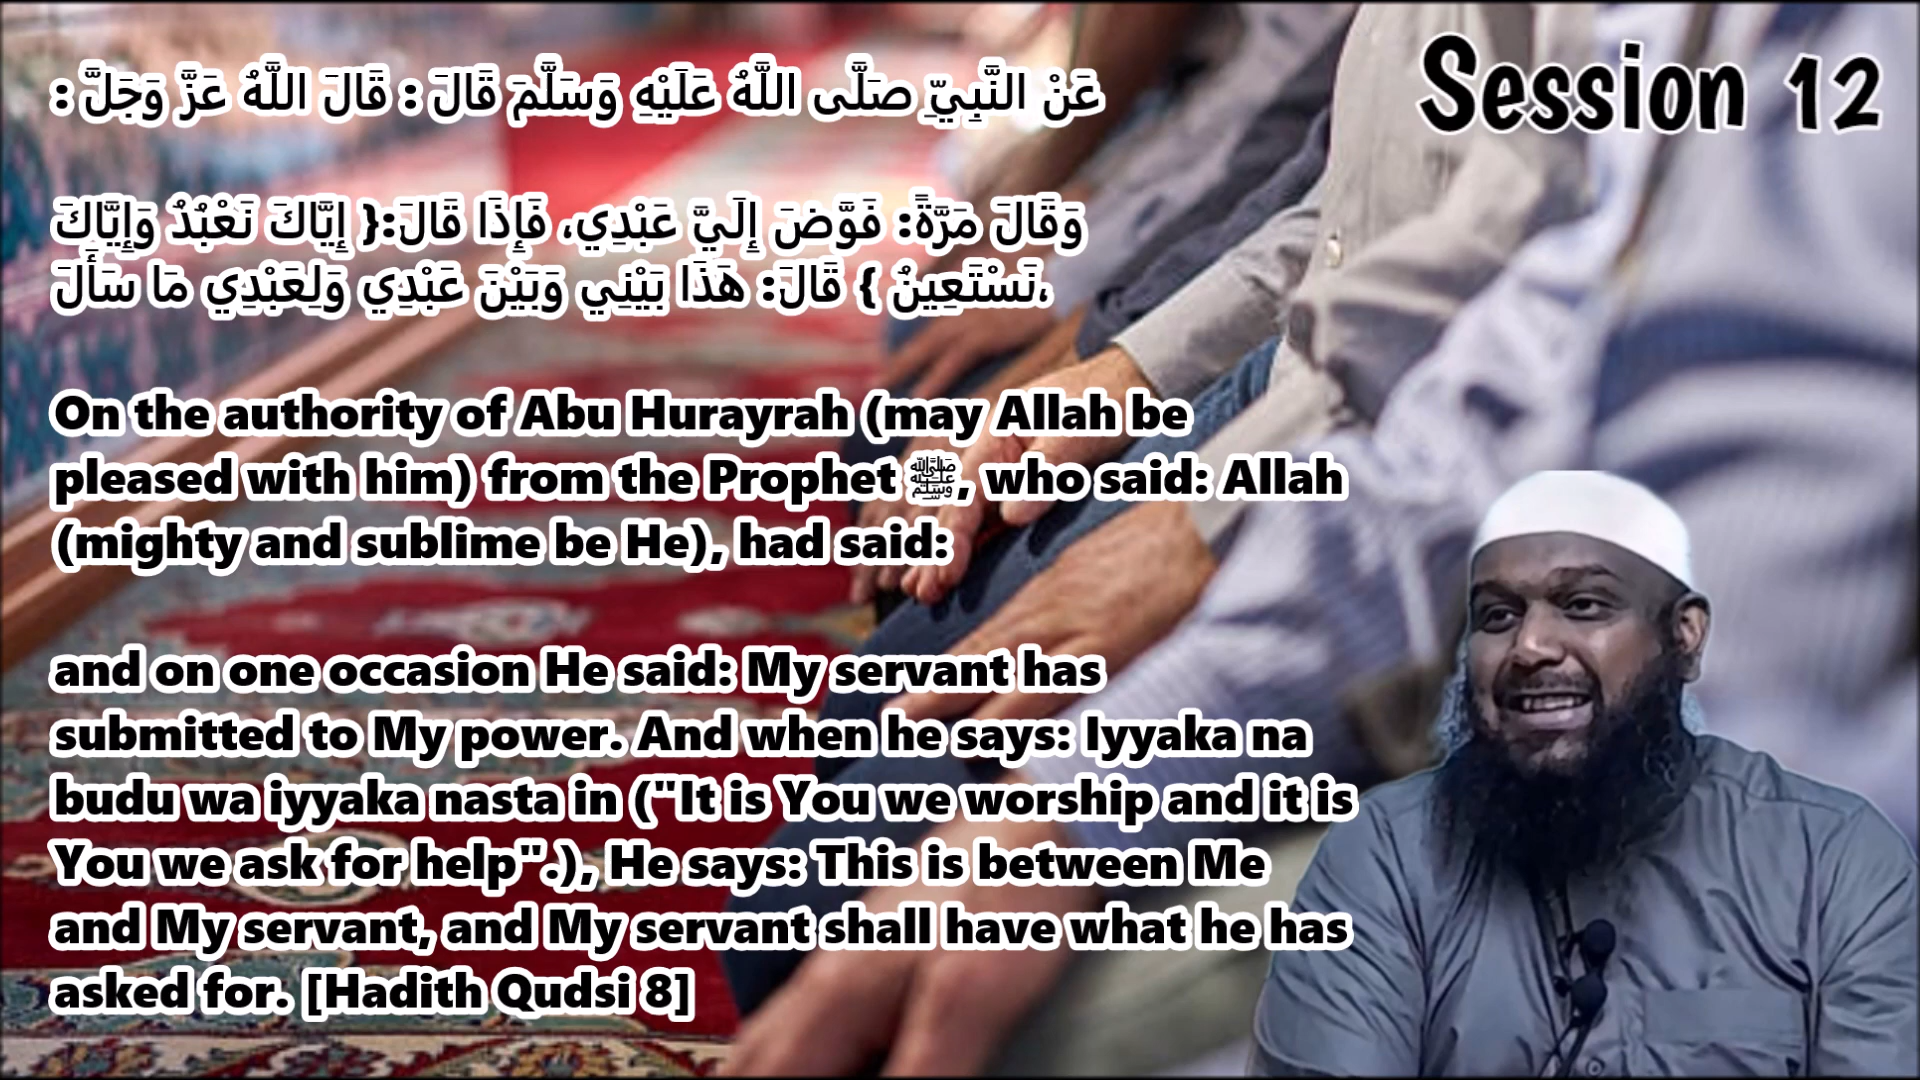 عَنْ النَّبِيِّ صَلَّى اللَّهُ عَلَيْهِ وَسَلَّمَ قَالَ : قَالَ اللَّهُ عَزَّ وَجَلَّ :
Session 12
وَقَالَ مَرَّةً: فَوَّضَ إِلَيَّ عَبْدِي، فَإِذَا قَالَ:{ إِيَّاكَ نَعْبُدُ وَإِيَّاكَ
نَسْتَعِينُ } قَالَ: هَذَا بَيْنِي وَبَيْنَ عَبْدِي وَلِعَبْدِي مَا سَأَلَ،
On the authority of Abu Hurayrah (may Allah be
pleased with him) from the Prophet ﷺ, who said: Allah
(mighty and sublime be He), had said:
and on one occasion He said: My servant has
submitted to My power. And when he says: Iyyaka na
budu wa iyyaka nasta in ("It is You we worship and it is
You we ask for help".), He says: This is between Me
and My servant, and My servant shall have what he has
asked for. [Hadith Qudsi 8]